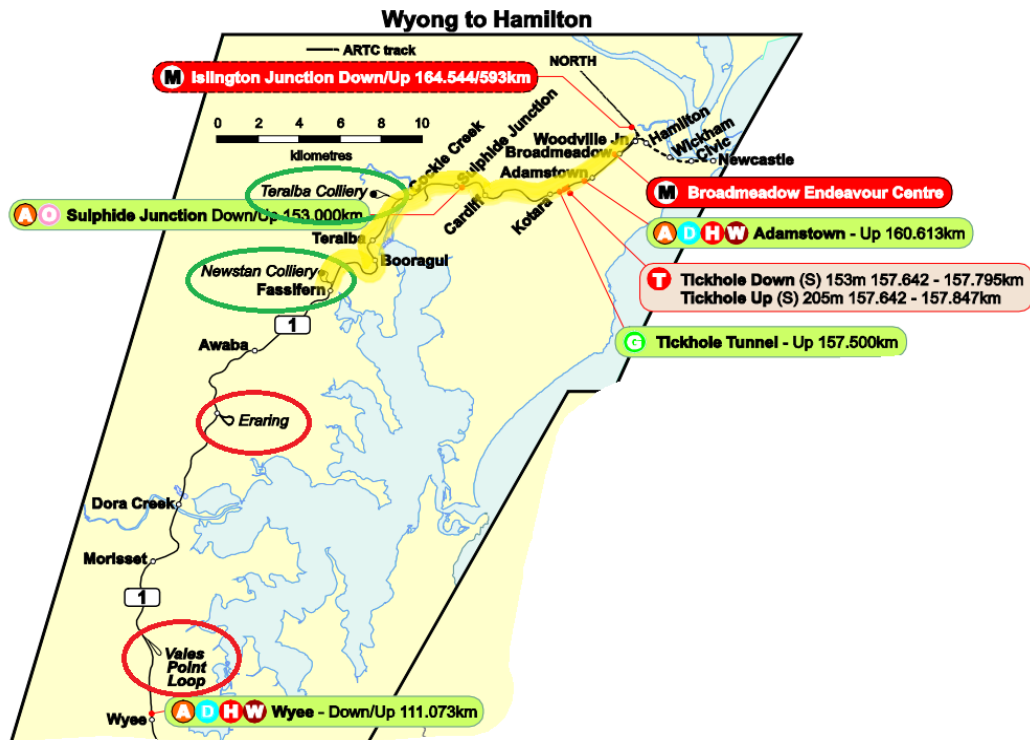 Wyong to Hamilton
ARTC track
NORTH
M Islington Junction Down/Up 164.544/593km
0 2 4 6 8 10
kilometres
Woodville Jn
Hamilton
Wickham
Civic
Newcastle
Broadmeadow
Adamstown
Sulphide Junction
Cockle Creek
Teralba Colliery
Cardiff
Kotara
M Broadmeadow Endeavour Centre
A O Sulphide Junction Down/Up 153.000km
A D H W Adamstown - Up 160.613km
Teralba
Booragul
Newstan Colliery
Fassifern
T Tickhole Down (S) 153m 157.642 - 157.795km
Tickhole Up (S) 205m 157.642 - 157.847km
1
G Tickhole Tunnel - Up 157.500km
Awaba
Eraring
Dora Creek
Morisset
1
Vales
Point
Loop
Wyee
A D H W Wyee - Down/Up 111.073km